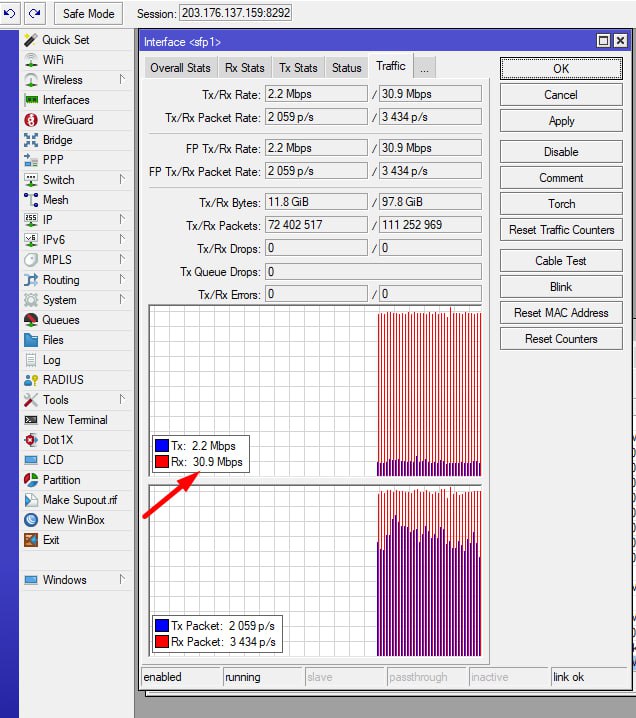 Safe Mode Session: 203.176.137.159:8292
Quick Set
WiFi
Wireless
Interfaces
WireGuard
Bridge
PPP
Switch
Mesh
IP
IPv6
MPLS
Routing
System
Queues
Files
Log
RADIUS
Tools
New Terminal
Dot1X
LCD
Partition
Make Supout.rif
New WinBox
Exit
Windows
Interface <sfp1>
Overall Stats Rx Stats Tx Stats Status Traffic ...
Tx/Rx Rate: 2.2 Mbps / 30.9 Mbps
Tx/Rx Packet Rate: 2 059 p/s / 3 434 p/s
FP Tx/Rx Rate: 2.2 Mbps / 30.9 Mbps
FP Tx/Rx Packet Rate: 2 059 p/s / 3 434 p/s
Tx/Rx Bytes: 11.8 GiB / 97.8 GiB
Tx/Rx Packets: 72 402 517 / 111 252 969
Tx/Rx Drops: 0 / 0
Tx Queue Drops: 0
Tx/Rx Errors: 0 / 0
Tx: 2.2 Mbps
Rx: 30.9 Mbps
Tx Packet: 2 059 p/s
Rx Packet: 3 434 p/s
OK
Cancel
Apply
Disable
Comment
Torch
Reset Traffic Counters
Cable Test
Blink
Reset MAC Address
Reset Counters
enabled running slave passthrough inactive link ok